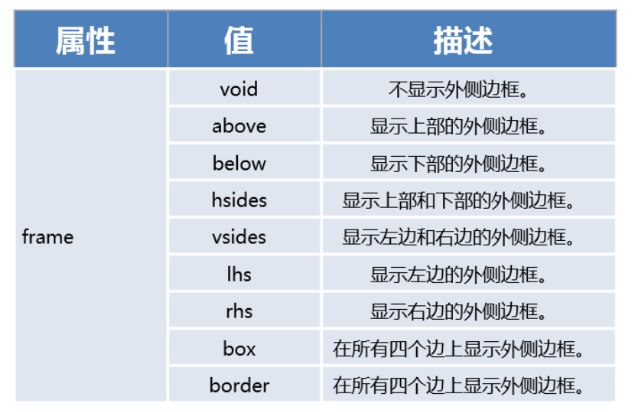 属性 值 描述
void 不显示外侧边框。
above 显示上部的外侧边框。
below 显示下部的外侧边框。
hsides 显示上部和下部的外侧边框。
frame vsides 显示左边和右边的外侧边框。
lhs 显示左边的外侧边框。
rhs 显示右边的外侧边框。
box 在所有四个边上显示外侧边框。
border 在所有四个边上显示外侧边框。